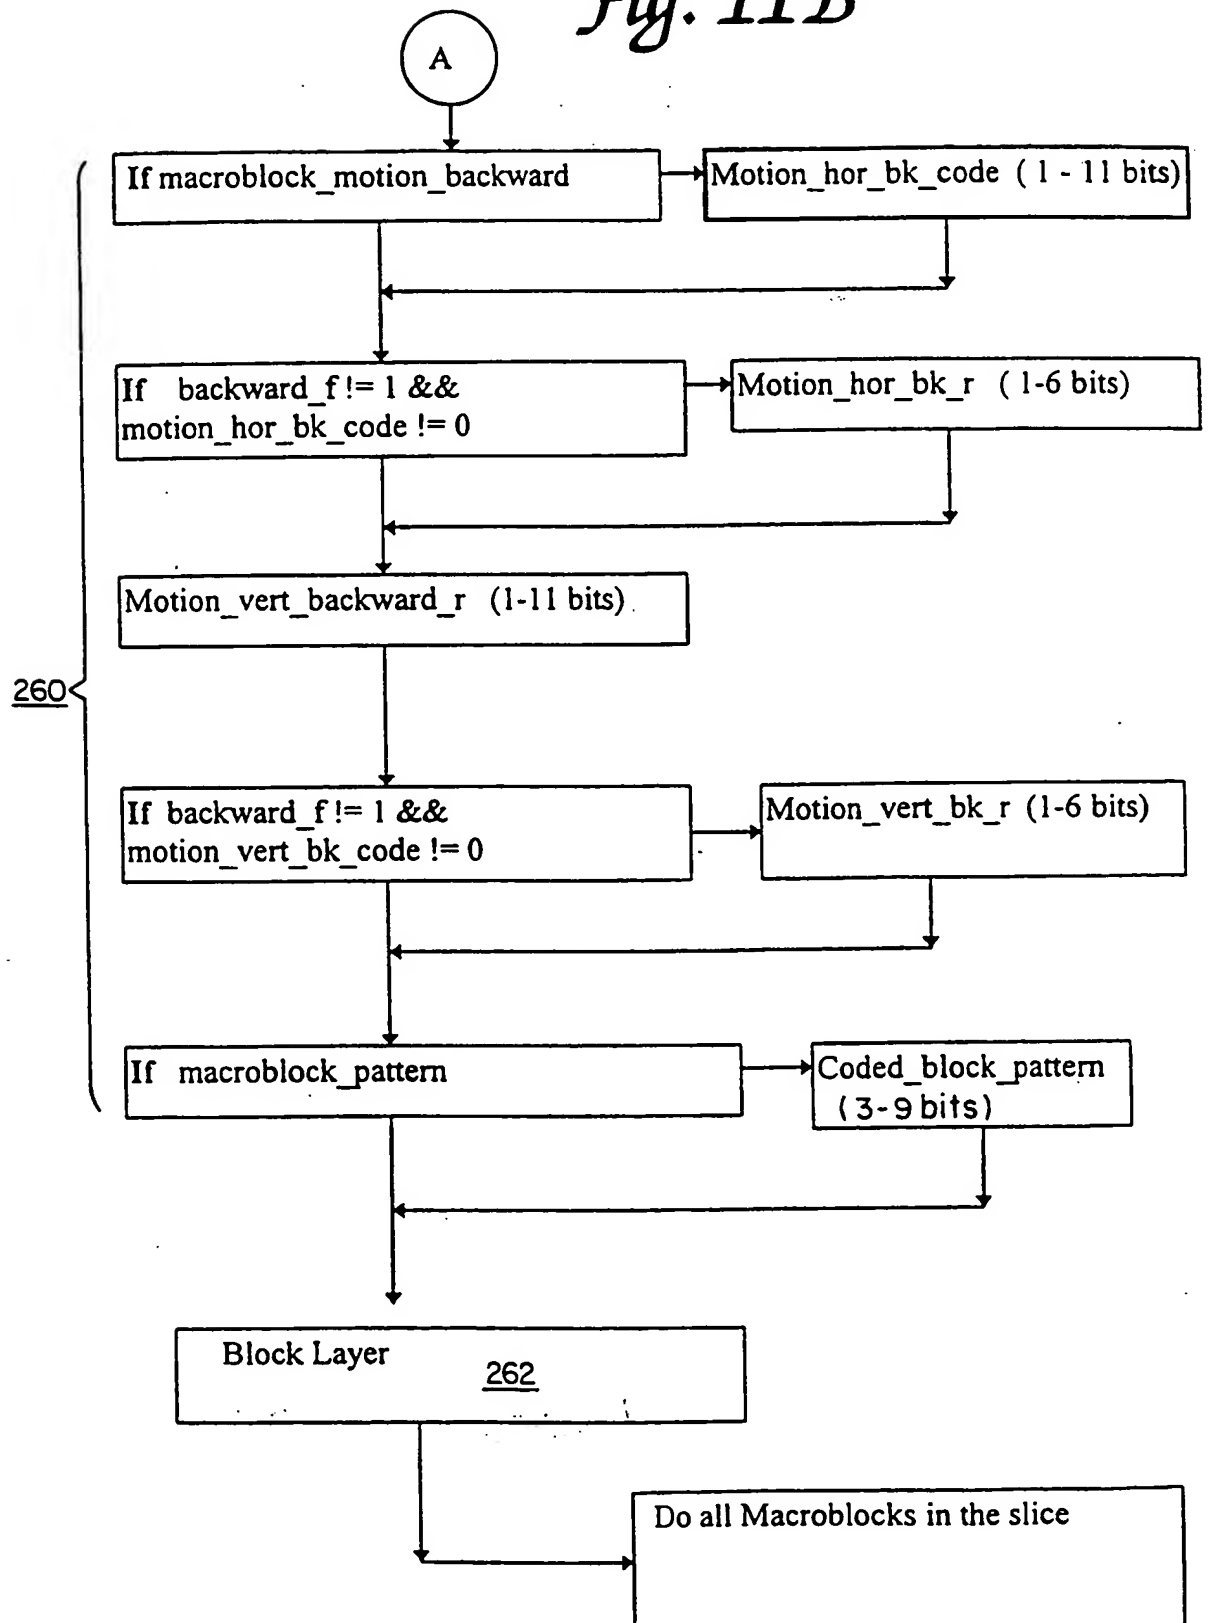 Fig. 11B
A
If macroblock_motion_backward
Motion_hor_bk_code ( 1 - 11 bits)
If backward_f != 1 &&
motion_hor_bk_code != 0
Motion_hor_bk_r ( 1-6 bits)
Motion_vert_backward_r (1-11 bits)
260
If backward_f != 1 &&
motion_vert_bk_code != 0
Motion_vert_bk_r (1-6 bits)
If macroblock_pattern
Coded_block_pattern
(3-9 bits)
Block Layer
262
Do all Macroblocks in the slice